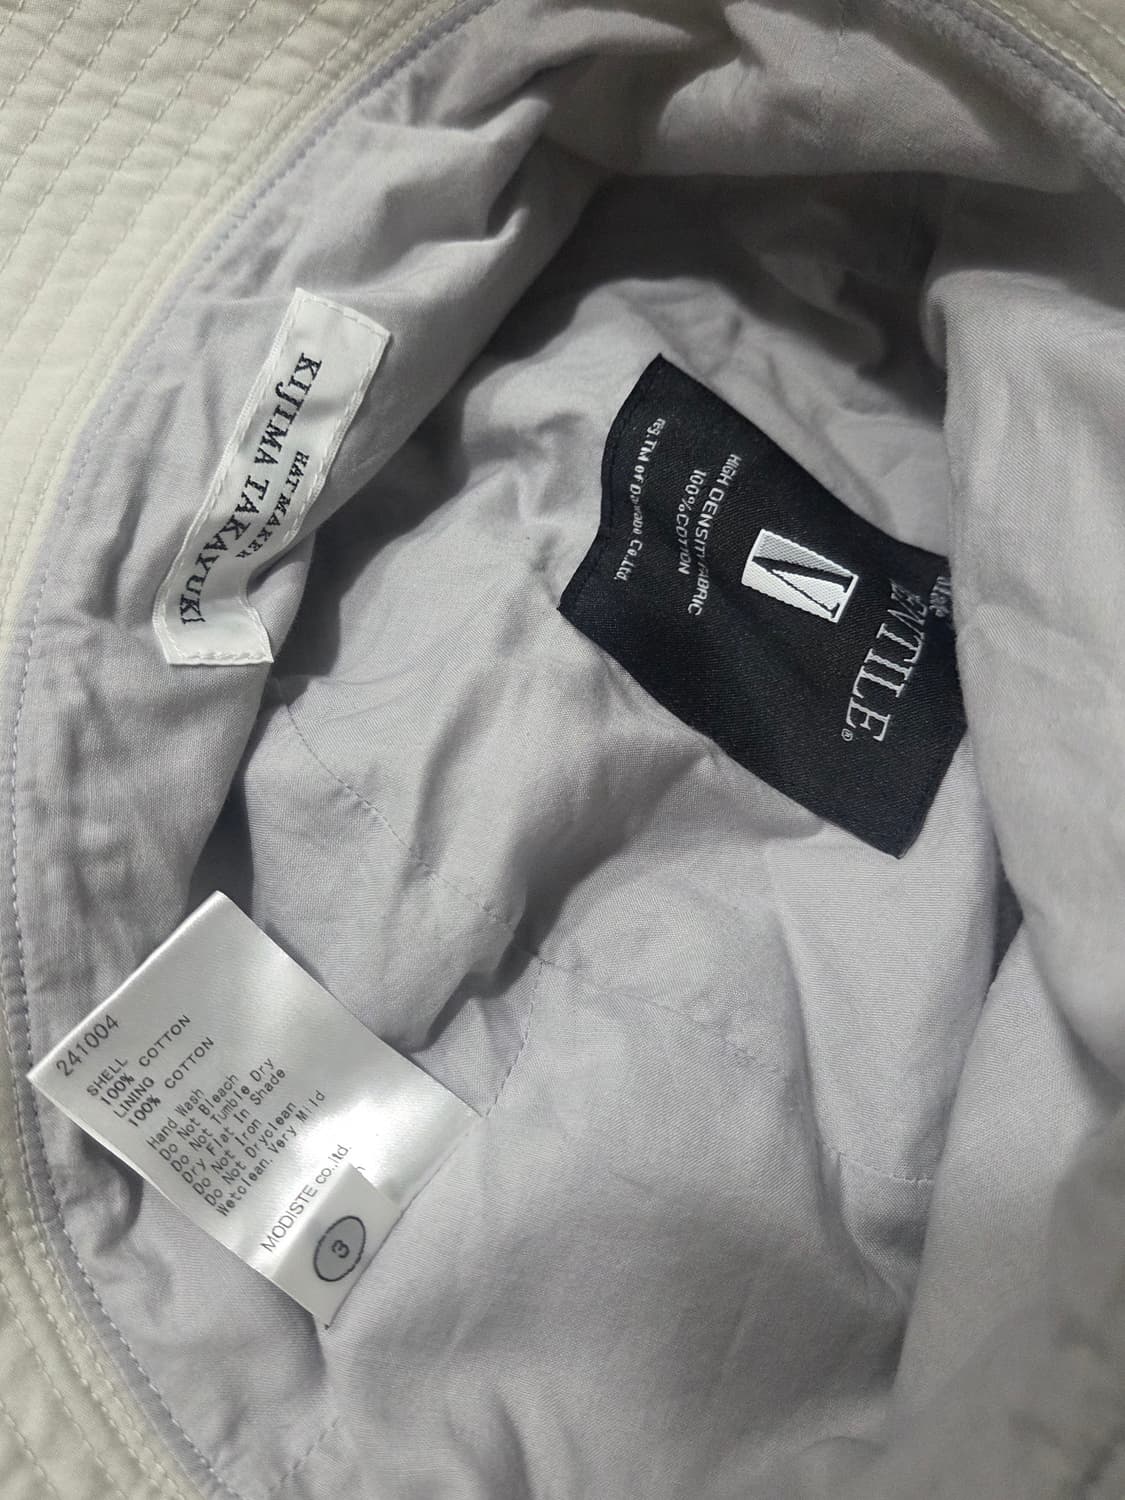 HAT MAKER
KIJIMA TAKAYUKI
VENTILE®
V
HIGH DENSITY FABRIC
100% COTTON
reg.TM of Daiwabo Co.,ltd.
241004
SHELL
100% COTTON
LINING
100% COTTON
Hand Wash
Do Not Bleach
Do Not Tumble Dry
Dry Flat In Shade
Do Not Iron
Do Not Dryclean
Wetclean.Very Mild
MODISTE co.,ltd.
3